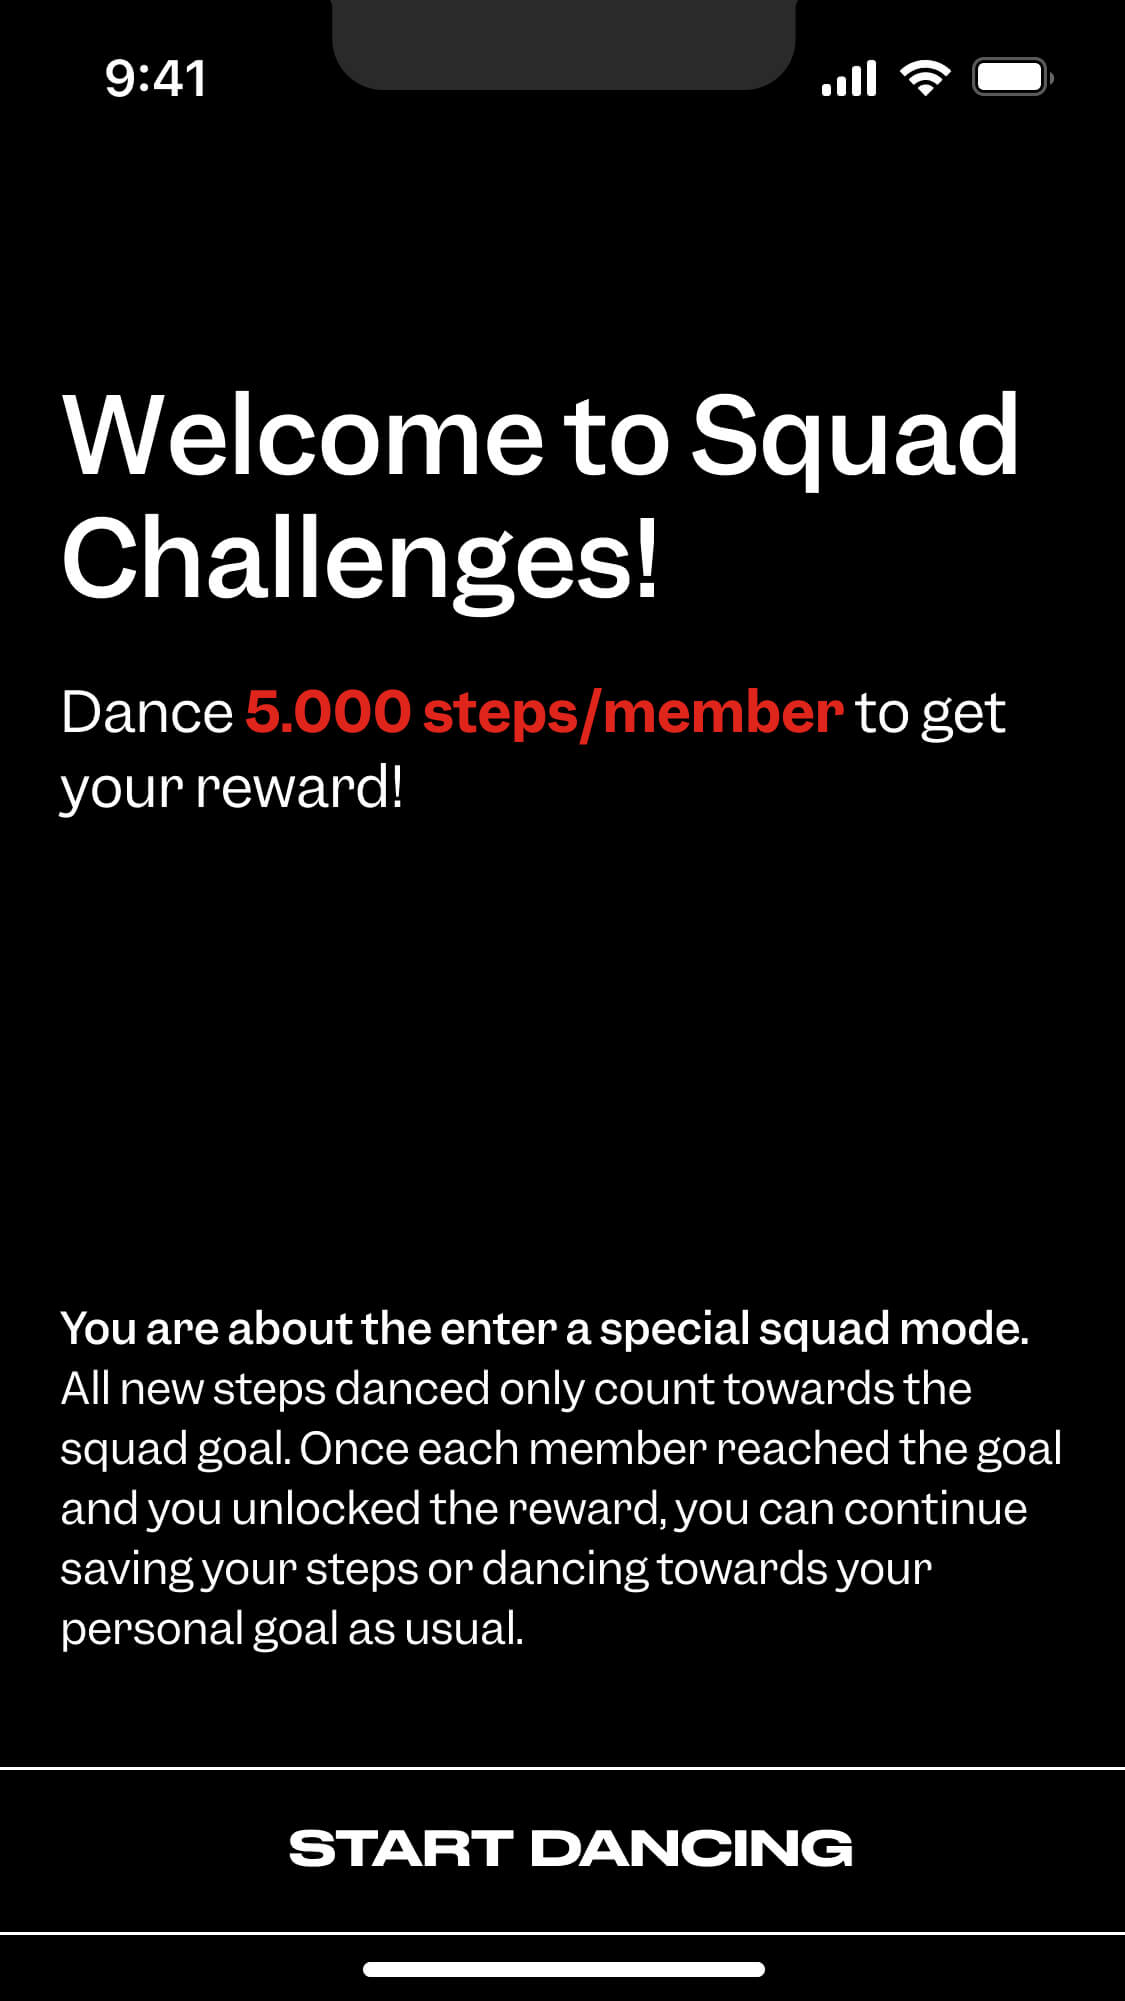 9:41
Welcome to Squad
Challenges!
Dance 5.000 steps/member to get
your reward!
You are about the enter a special squad mode.
All new steps danced only count towards the
squad goal. Once each member reached the goal
and you unlocked the reward, you can continue
saving your steps or dancing towards your
personal goal as usual.
START DANCING